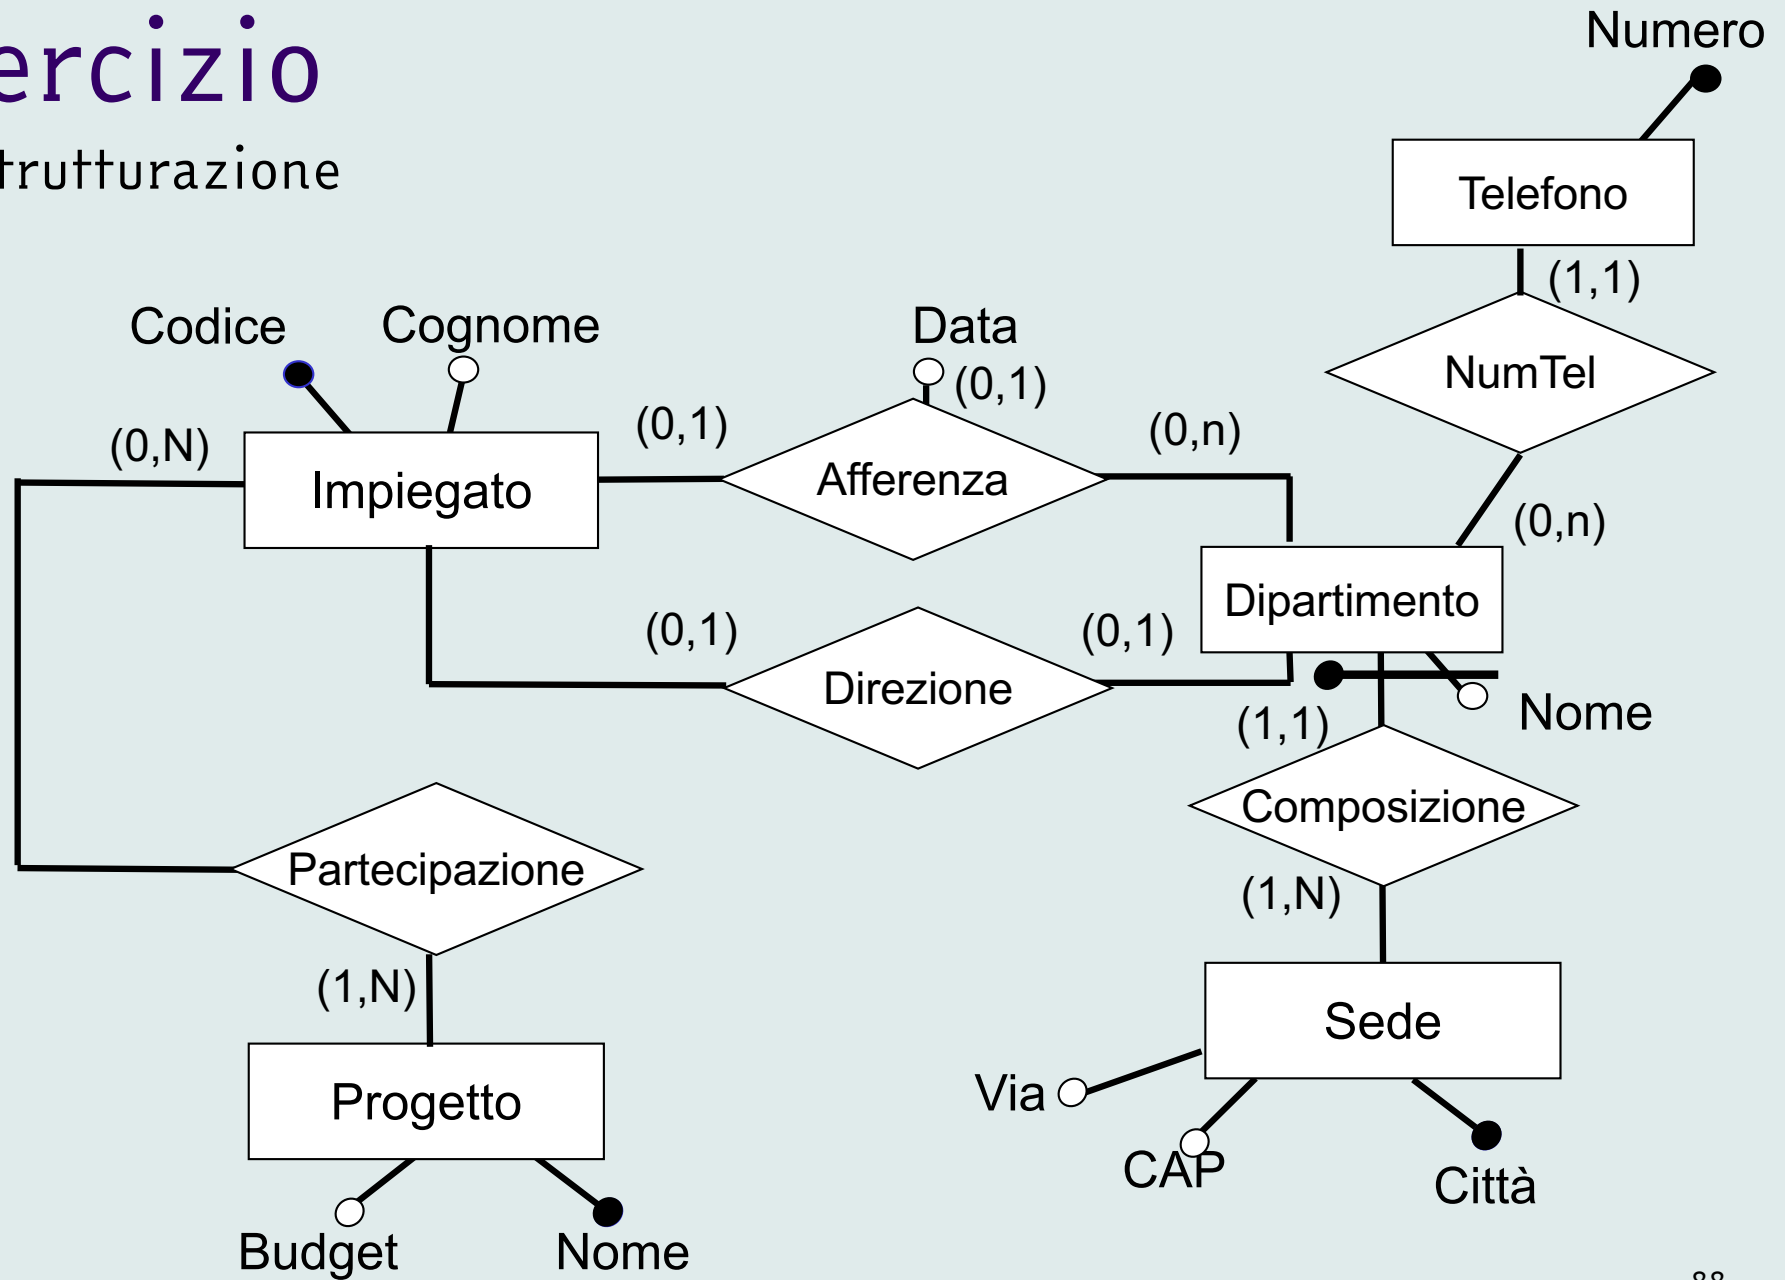 ercizio
trutturazione
Numero
Telefono
(1,1)
NumTel
(0,n)
Codice
Cognome
Data
(0,1)
(0,N)
(0,1)
(0,n)
Impiegato
Afferenza
Dipartimento
(0,1)
(0,1)
Direzione
(1,1)
Nome
Composizione
Partecipazione
(1,N)
(1,N)
Sede
Progetto
Via
CAP
Città
Budget
Nome